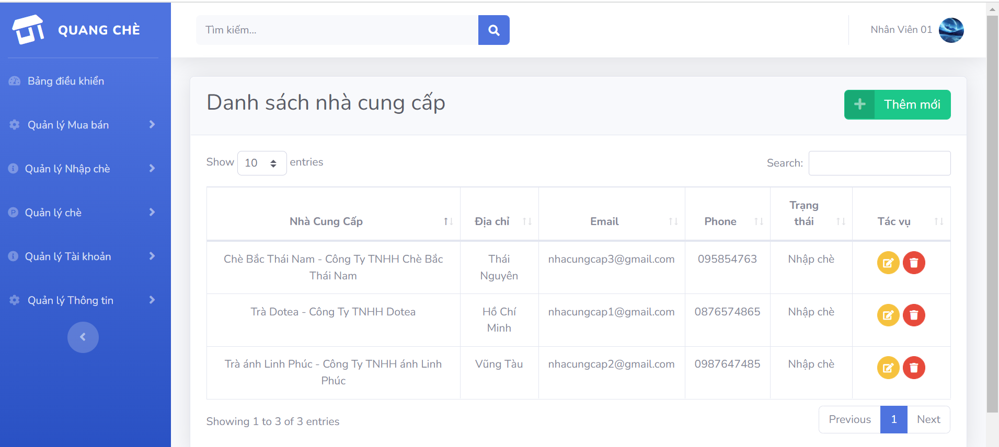 QUANG CHÈ
Tìm kiếm...
Nhân Viên 01
Bảng điều khiển
Quản lý Mua bán
Quản lý Nhập chè
Quản lý chè
Quản lý Tài khoản
Quản lý Thông tin
Danh sách nhà cung cấp
Thêm mới
Show 10 entries
Search:
Nhà Cung Cấp
Địa chỉ
Email
Phone
Trạng
thái
Tác vụ
Chè Bắc Thái Nam - Công Ty TNHH Chè Bắc
Thái Nam
Thái
Nguyên
nhacungcap3@gmail.com
095854763
Nhập chè
Trà Dotea - Công Ty TNHH Dotea
Hồ Chí
Minh
nhacungcap1@gmail.com
0876574865
Nhập chè
Trà ánh Linh Phúc - Công Ty TNHH ánh Linh
Phúc
Vũng Tàu
nhacungcap2@gmail.com
0987647485
Nhập chè
Showing 1 to 3 of 3 entries
Previous 1 Next